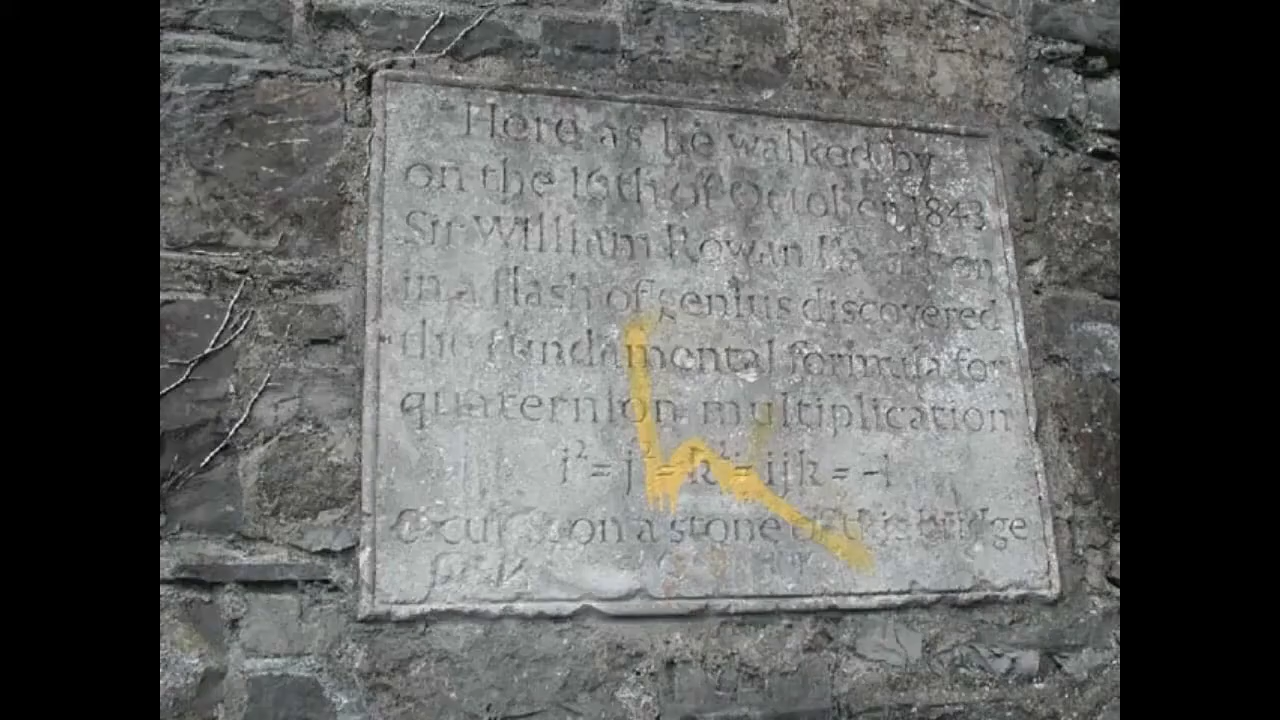 Here as he walked by
on the 16th of October 1843
Sir William Rowan Hamilton
in a flash of genius discovered
the fundamental formula for
quaternion multiplication
i² = j² = k² = ijk = -1
& cut it on a stone of this bridge